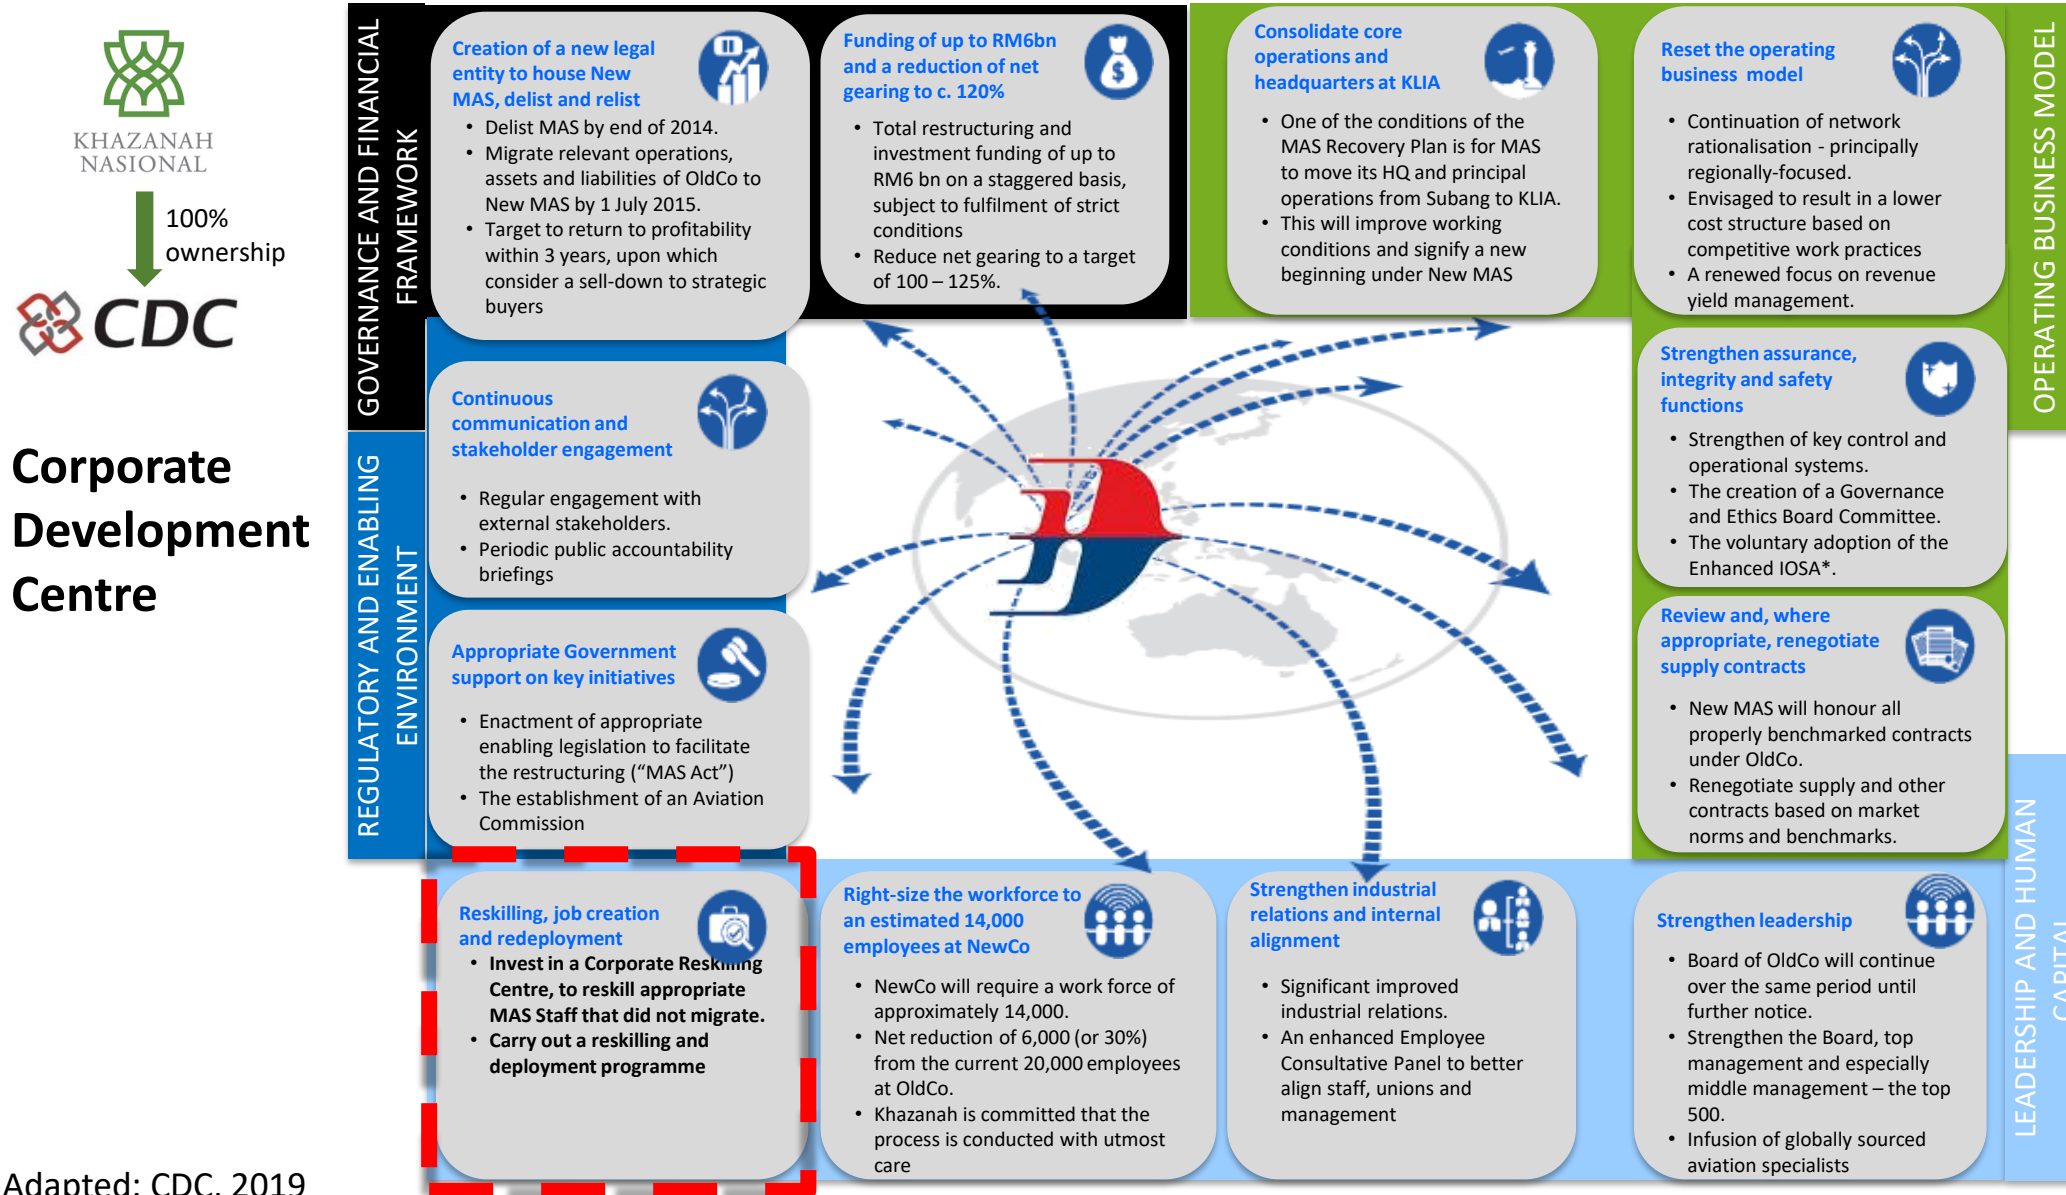 KHAZANAH
NASIONAL
100%
ownership
CDC
Corporate
Development
Centre
Adapted: CDC, 2019
GOVERNANCE AND FINANCIAL
FRAMEWORK
Creation of a new legal
entity to house New
MAS, delist and relist
• Delist MAS by end of 2014.
• Migrate relevant operations,
assets and liabilities of OldCo to
New MAS by 1 July 2015.
• Target to return to profitability
within 3 years, upon which
consider a sell-down to strategic
buyers
Funding of up to RM6bn
and a reduction of net
gearing to c. 120%
• Total restructuring and
investment funding of up to
RM6 bn on a staggered basis,
subject to fulfilment of strict
conditions
• Reduce net gearing to a target
of 100 – 125%.
Consolidate core
operations and
headquarters at KLIA
• One of the conditions of the
MAS Recovery Plan is for MAS
to move its HQ and principal
operations from Subang to KLIA.
• This will improve working
conditions and signify a new
beginning under New MAS
Reset the operating
business model
• Continuation of network
rationalisation - principally
regionally-focused.
• Envisaged to result in a lower
cost structure based on
competitive work practices
• A renewed focus on revenue
yield management.
OPERATING BUSINESS MODEL
REGULATORY AND ENABLING
ENVIRONMENT
Continuous
communication and
stakeholder engagement
• Regular engagement with
external stakeholders.
• Periodic public accountability
briefings
Strengthen assurance,
integrity and safety
functions
• Strengthen of key control and
operational systems.
• The creation of a Governance
and Ethics Board Committee.
• The voluntary adoption of the
Enhanced IOSA*.
Appropriate Government
support on key initiatives
• Enactment of appropriate
enabling legislation to facilitate
the restructuring (“MAS Act”)
• The establishment of an Aviation
Commission
Review and, where
appropriate, renegotiate
supply contracts
• New MAS will honour all
properly benchmarked contracts
under OldCo.
• Renegotiate supply and other
contracts based on market
norms and benchmarks.
Reskilling, job creation
and redeployment
• Invest in a Corporate Reskilling
Centre, to reskill appropriate
MAS Staff that did not migrate.
• Carry out a reskilling and
deployment programme
Right-size the workforce to
an estimated 14,000
employees at NewCo
• NewCo will require a work force of
approximately 14,000.
• Net reduction of 6,000 (or 30%)
from the current 20,000 employees
at OldCo.
• Khazanah is committed that the
process is conducted with utmost
care
Strengthen industrial
relations and internal
alignment
• Significant improved
industrial relations.
• An enhanced Employee
Consultative Panel to better
align staff, unions and
management
Strengthen leadership
• Board of OldCo will continue
over the same period until
further notice.
• Strengthen the Board, top
management and especially
middle management – the top
500.
• Infusion of globally sourced
aviation specialists
LEADERSHIP AND HUMAN
CAPITAL